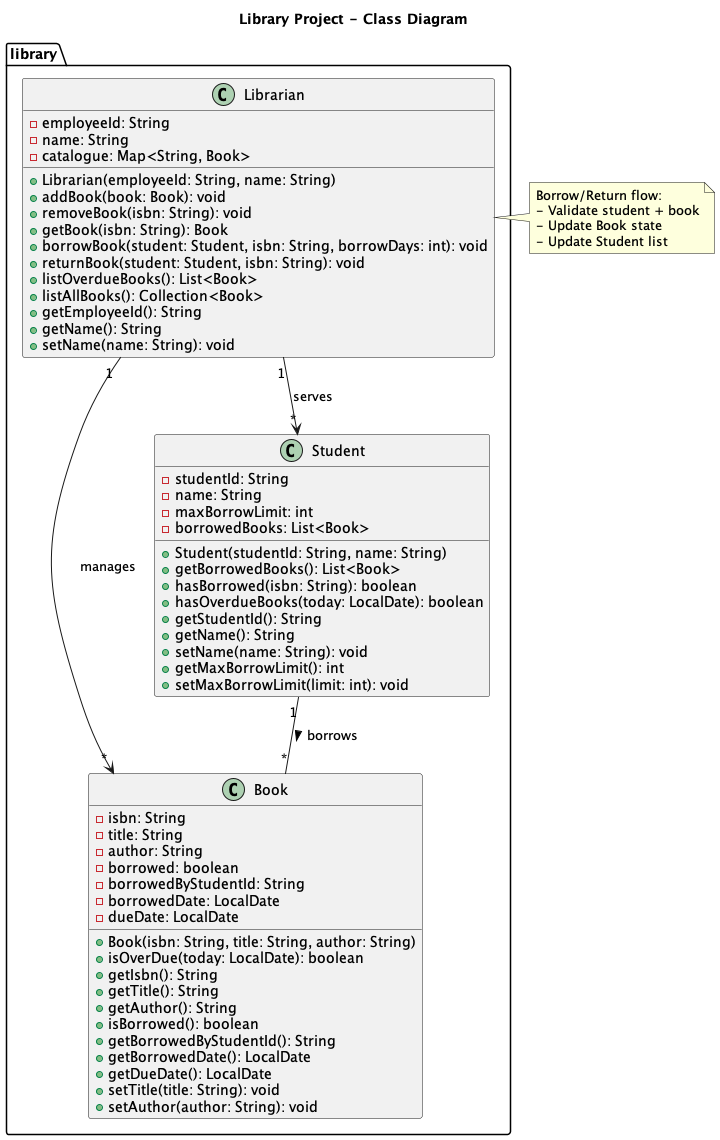 Library Project - Class Diagram
library
C Librarian
employeeId: String
name: String
catalogue: Map<String, Book>
Librarian(employeeId: String, name: String)
addBook(book: Book): void
removeBook(isbn: String): void
getBook(isbn: String): Book
borrowBook(student: Student, isbn: String, borrowDays: int): void
returnBook(student: Student, isbn: String): void
listOverdueBooks(): List<Book>
listAllBooks(): Collection<Book>
getEmployeeId(): String
getName(): String
setName(name: String): void
Borrow/Return flow:
- Validate student + book
- Update Book state
- Update Student list
1
1
serves
*
C Student
studentId: String
name: String
maxBorrowLimit: int
borrowedBooks: List<Book>
Student(studentId: String, name: String)
getBorrowedBooks(): List<Book>
hasBorrowed(isbn: String): boolean
hasOverdueBooks(today: LocalDate): boolean
getStudentId(): String
getName(): String
setName(name: String): void
getMaxBorrowLimit(): int
setMaxBorrowLimit(limit: int): void
manages
1
borrows
*
*
C Book
isbn: String
title: String
author: String
borrowed: boolean
borrowedByStudentId: String
borrowedDate: LocalDate
dueDate: LocalDate
Book(isbn: String, title: String, author: String)
isOverDue(today: LocalDate): boolean
getIsbn(): String
getTitle(): String
getAuthor(): String
isBorrowed(): boolean
getBorrowedByStudentId(): String
getBorrowedDate(): LocalDate
getDueDate(): LocalDate
setTitle(title: String): void
setAuthor(author: String): void